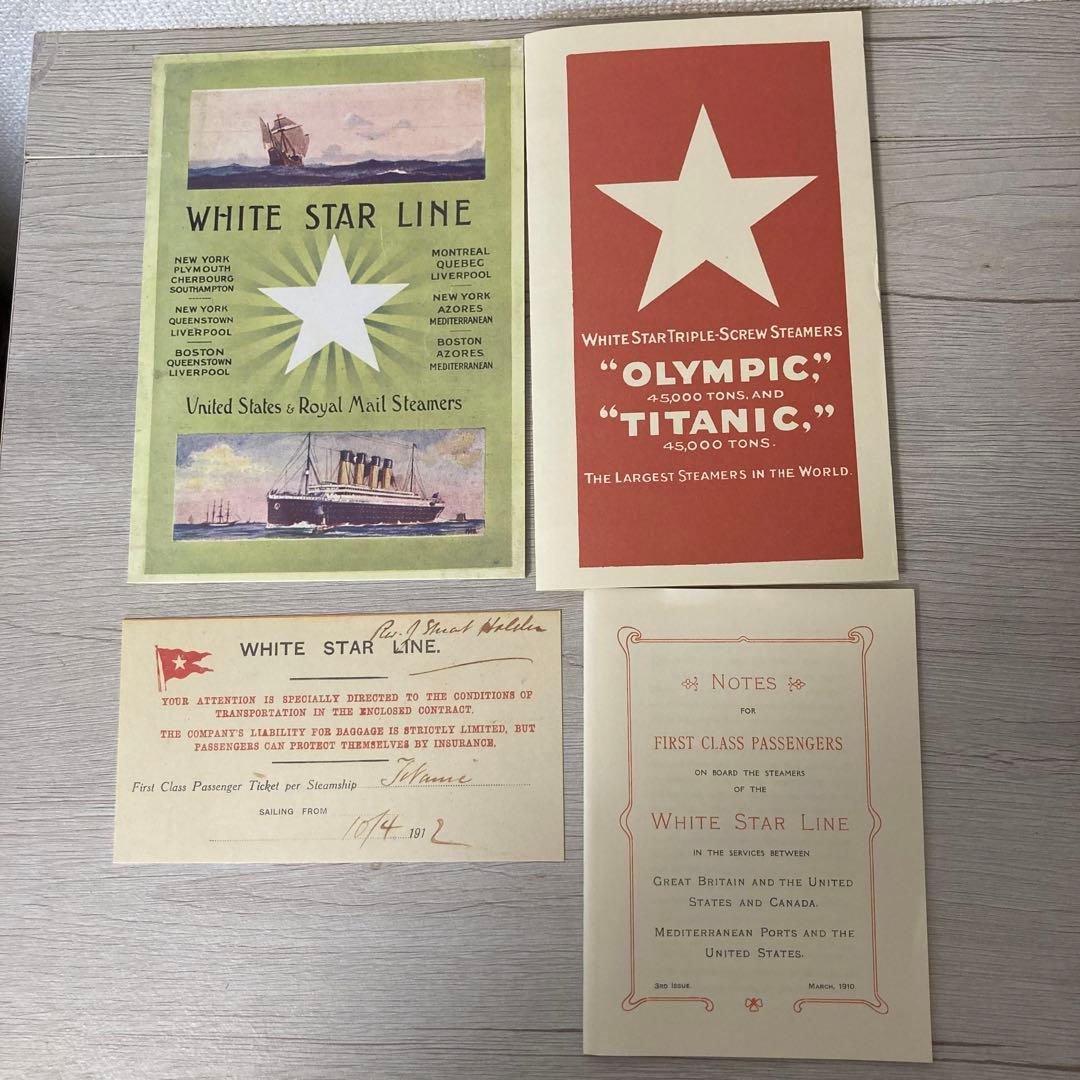 WHITE STAR LINE
NEW YORK
PLYMOUTH
CHERBOURG
SOUTHAMPTON
NEW YORK
QUEENSTOWN
LIVERPOOL
BOSTON
QUEENSTOWN
LIVERPOOL
MONTREAL
QUEBEC
LIVERPOOL
NEW YORK
AZORES
MEDITERRANEAN
BOSTON
AZORES
MEDITERRANEAN
United States & Royal Mail Steamers
WHITE STAR TRIPLE-SCREW STEAMERS
"OLYMPIC,"
45,000 TONS. AND
"TITANIC,"
45,000 TONS.
THE LARGEST STEAMERS IN THE WORLD.
Rev. J Stuart Holden
WHITE STAR LINE.
YOUR ATTENTION IS SPECIALLY DIRECTED TO THE CONDITIONS OF
TRANSPORTATION IN THE ENCLOSED CONTRACT.
THE COMPANY'S LIABILITY FOR BAGGAGE IS STRICTLY LIMITED, BUT
PASSENGERS CAN PROTECT THEMSELVES BY INSURANCE.
First Class Passenger Ticket per Steamship Titanic
SAILING FROM
10/4 1912
NOTES
FOR
FIRST CLASS PASSENGERS
ON BOARD THE STEAMERS
OF THE
WHITE STAR LINE
IN THE SERVICES BETWEEN
GREAT BRITAIN AND THE UNITED
STATES AND CANADA.
MEDITERRANEAN PORTS AND THE
UNITED STATES.
3RD ISSUE. MARCH, 1910